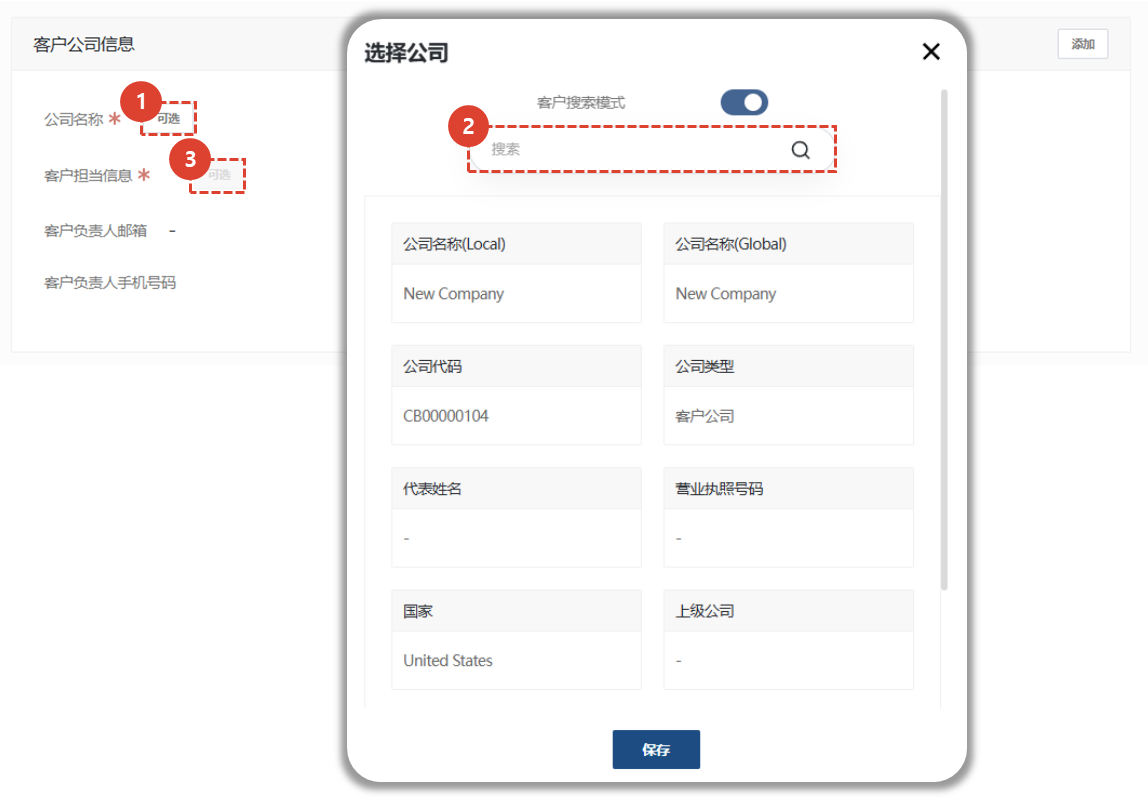 客户公司信息
添加
公司名称 *
1
可选
客户担当信息 *
3
可选
客户负责人邮箱 -
客户负责人手机号码
选择公司
客户搜索模式
2
搜索
公司名称(Local)
公司名称(Global)
New Company
New Company
公司代码
公司类型
CB00000104
客户公司
代表姓名
营业执照号码
-
-
国家
上级公司
United States
-
保存